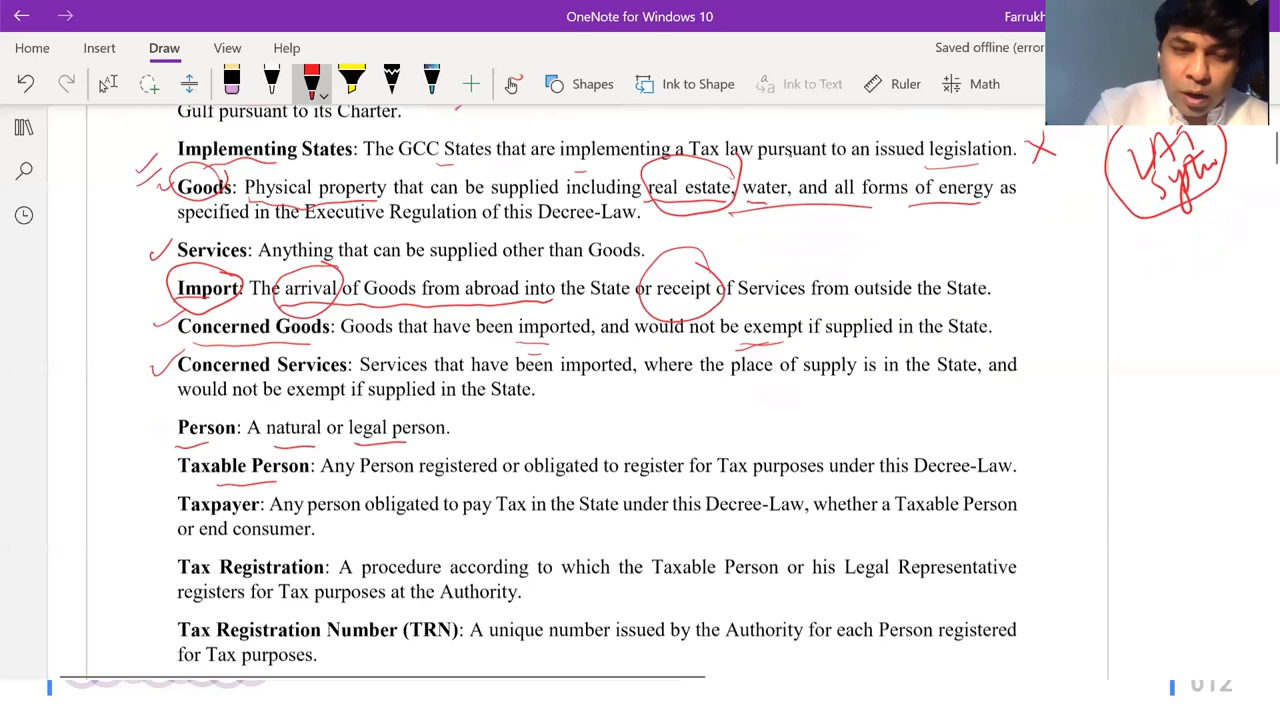 OneNote for Windows 10
Farrukh
Home Insert Draw View Help
Saved offline (error
Shapes Ink to Shape Ink to Text Ruler Math
Gulf pursuant to its Charter.
Implementing States: The GCC States that are implementing a Tax law pursuant to an issued legislation.
Goods: Physical property that can be supplied including real estate, water, and all forms of energy as
specified in the Executive Regulation of this Decree-Law.
Services: Anything that can be supplied other than Goods.
Import: The arrival of Goods from abroad into the State or receipt of Services from outside the State.
Concerned Goods: Goods that have been imported, and would not be exempt if supplied in the State.
Concerned Services: Services that have been imported, where the place of supply is in the State, and
would not be exempt if supplied in the State.
Person: A natural or legal person.
Taxable Person: Any Person registered or obligated to register for Tax purposes under this Decree-Law.
Taxpayer: Any person obligated to pay Tax in the State under this Decree-Law, whether a Taxable Person
or end consumer.
Tax Registration: A procedure according to which the Taxable Person or his Legal Representative
registers for Tax purposes at the Authority.
Tax Registration Number (TRN): A unique number issued by the Authority for each Person registered
for Tax purposes.
012